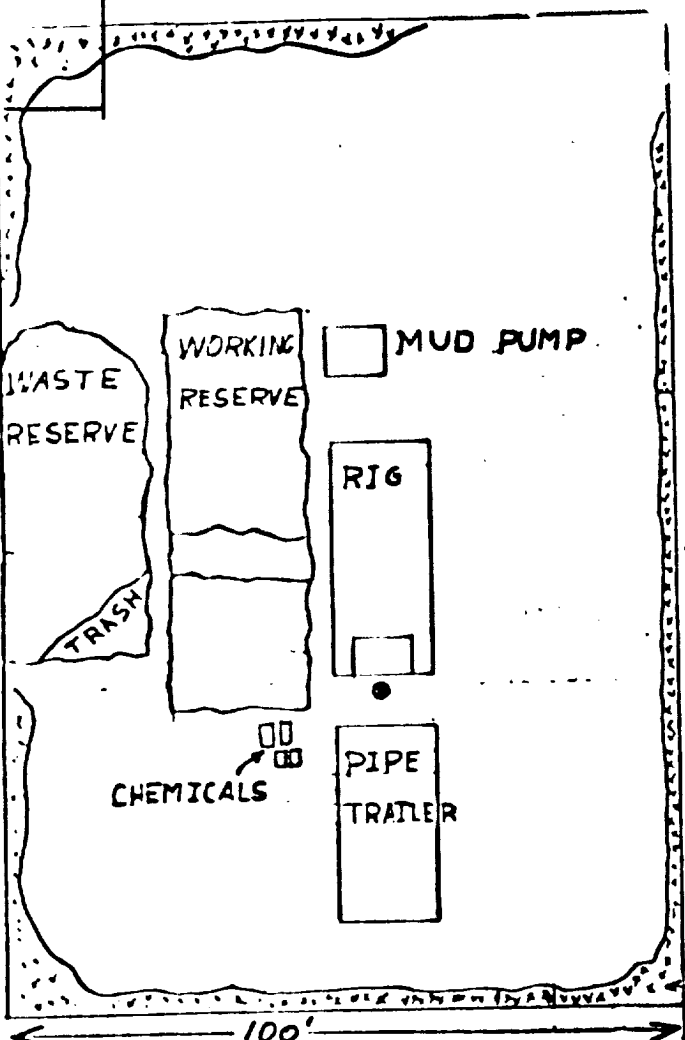 WORKING
RESERVE
MUD PUMP
WASTE
RESERVE
RIG
TRASH
CHEMICALS
PIPE
TRAILER
100'